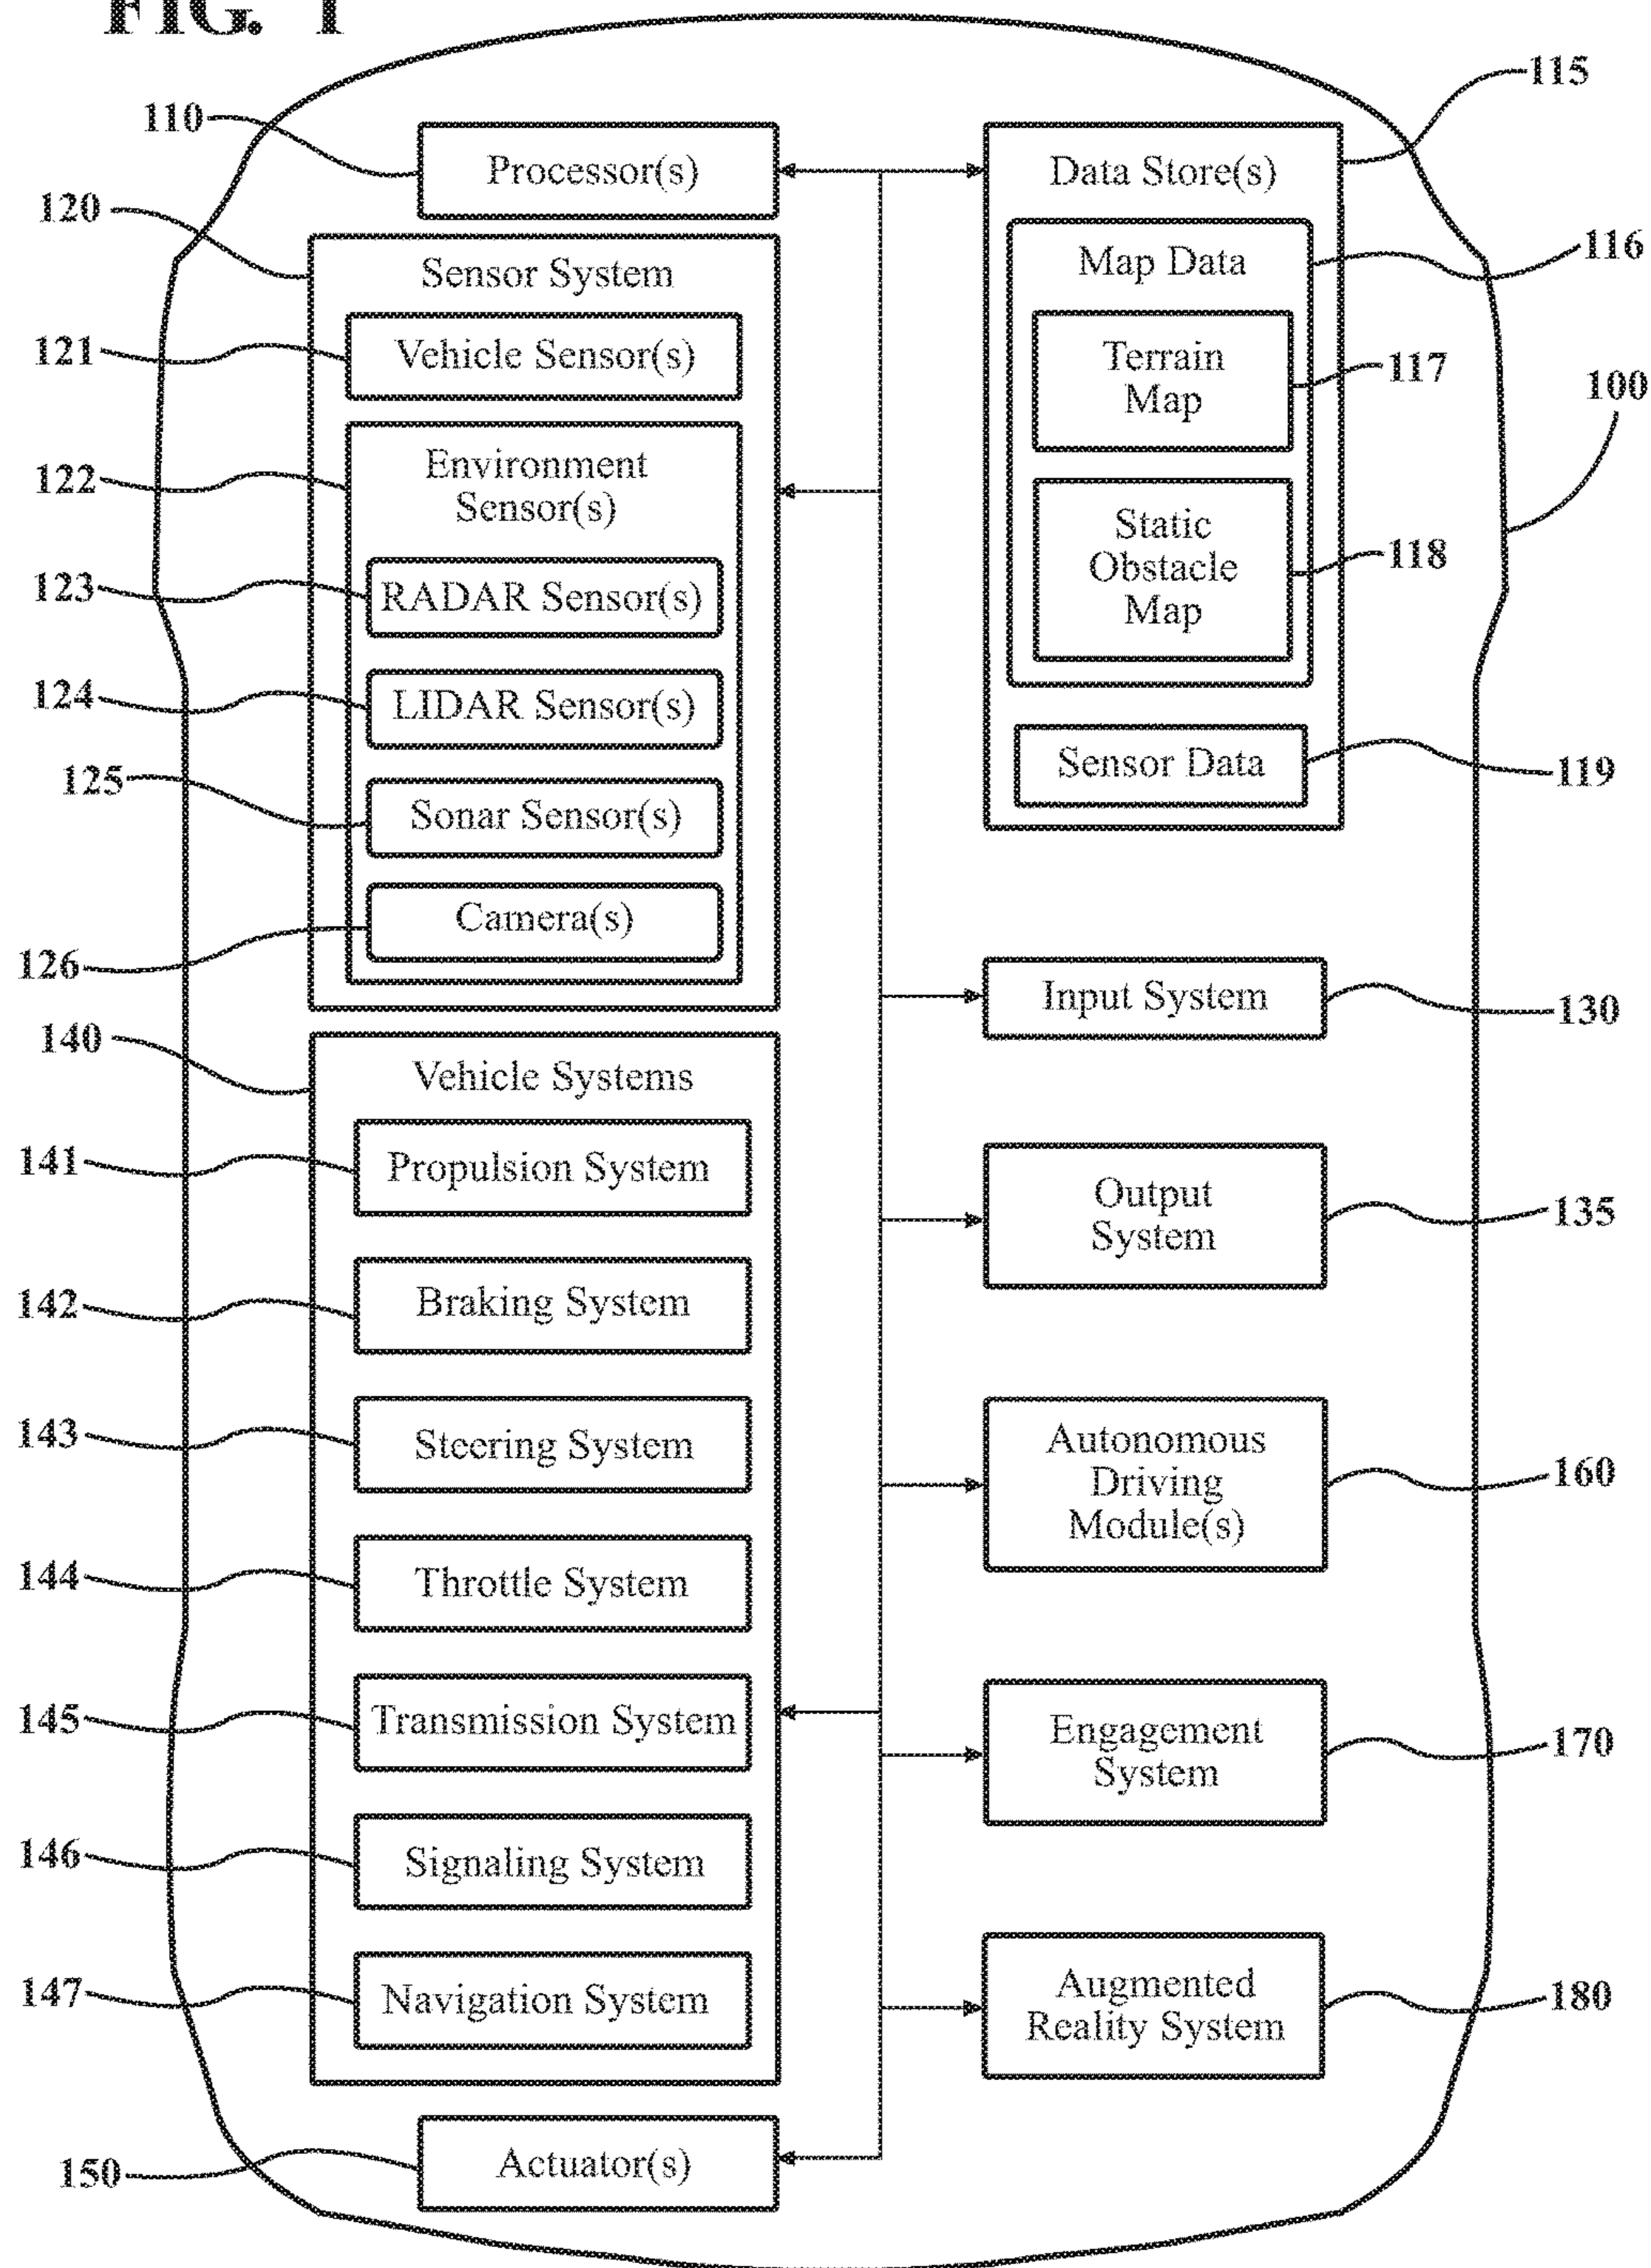 FIG. 1
110
Processor(s)
120
Sensor System
121
Vehicle Sensor(s)
122
Environment
Sensor(s)
123
RADAR Sensor(s)
124
LIDAR Sensor(s)
125
Sonar Sensor(s)
126
Camera(s)
140
Vehicle Systems
141
Propulsion System
142
Braking System
143
Steering System
144
Throttle System
145
Transmission System
146
Signaling System
147
Navigation System
150
Actuator(s)
115
Data Store(s)
116
Map Data
Terrain
Map
117
100
Static
Obstacle
Map
118
Sensor Data
119
Input System
130
Output
System
135
Autonomous
Driving
Module(s)
160
Engagement
System
170
Augmented
Reality System
180